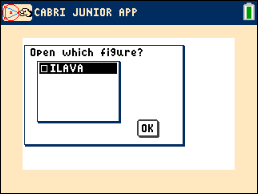 CABRI JUNIOR APP
Open which figure?
ILAVA
OK